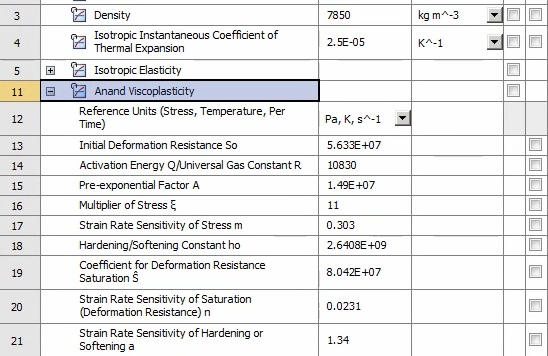 3 Density 7850 kg m^-3
4 Isotropic Instantaneous Coefficient of
Thermal Expansion 2.5E-05 K^-1
5 Isotropic Elasticity
11 Anand Viscoplasticity
12 Reference Units (Stress, Temperature, Per
Time) Pa, K, s^-1
13 Initial Deformation Resistance So 5.633E+07
14 Activation Energy Q/Universal Gas Constant R 10830
15 Pre-exponential Factor A 1.49E+07
16 Multiplier of Stress ξ 11
17 Strain Rate Sensitivity of Stress m 0.303
18 Hardening/Softening Constant ho 2.6408E+09
19 Coefficient for Deformation Resistance
Saturation Ŝ 8.042E+07
20 Strain Rate Sensitivity of Saturation
(Deformation Resistance) n 0.0231
21 Strain Rate Sensitivity of Hardening or
Softening a 1.34